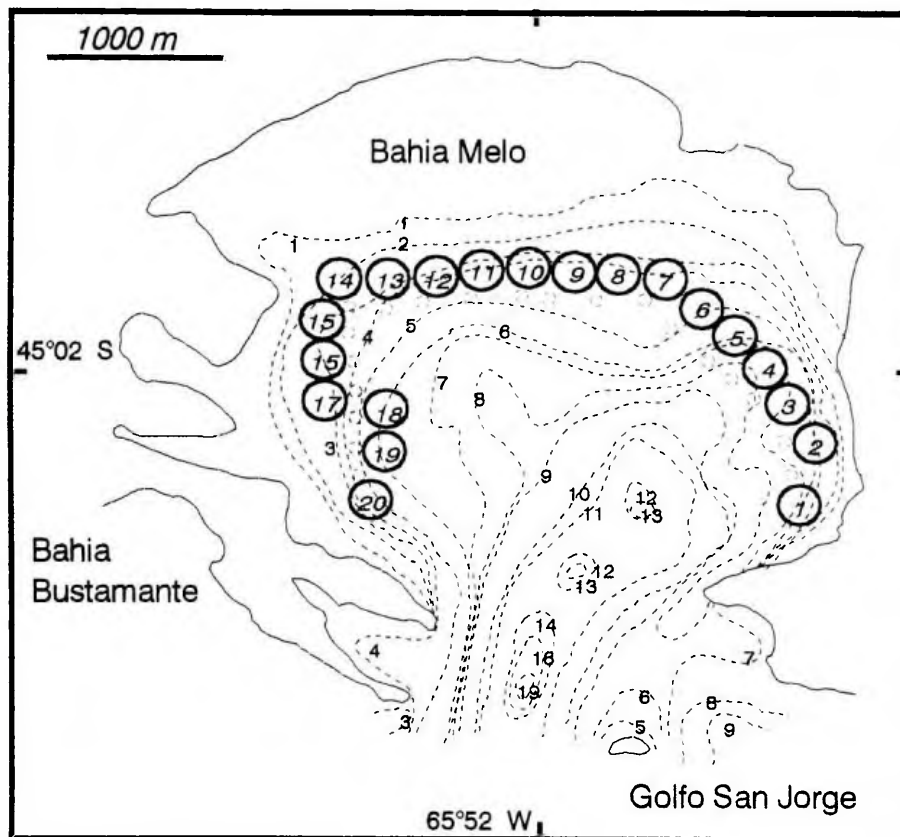 1000 m
Bahia Melo
1
1
2
14 13 12 11 10 9 8 7
15 4 5 6 6 5
45°02 S
15 7 8 4
17 18 3
3 19 9 2
20 10 12 1
11 13
Bahia
Bustamante
12
13
14
4 16 7
19 6 8
3 5 9
Golfo San Jorge
65°52 W